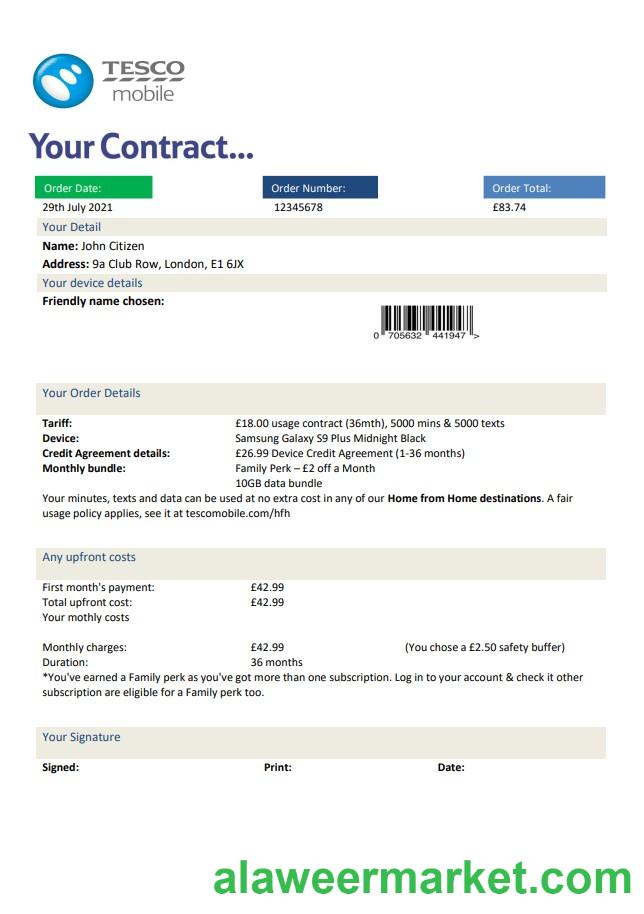 TESCO
mobile
Your Contract...
Order Date: Order Number: Order Total:
29th July 2021 12345678 £83.74
Your Detail
Name: John Citizen
Address: 9a Club Row, London, E1 6JX
Your device details
Friendly name chosen:
0 705632 441947 >
Your Order Details
Tariff: £18.00 usage contract (36mth), 5000 mins & 5000 texts
Device: Samsung Galaxy S9 Plus Midnight Black
Credit Agreement details: £26.99 Device Credit Agreement (1-36 months)
Monthly bundle: Family Perk – £2 off a Month
10GB data bundle
Your minutes, texts and data can be used at no extra cost in any of our Home from Home destinations. A fair
usage policy applies, see it at tescomobile.com/hfh
Any upfront costs
First month's payment: £42.99
Total upfront cost: £42.99
Your mothly costs
Monthly charges: £42.99 (You chose a £2.50 safety buffer)
Duration: 36 months
*You've earned a Family perk as you've got more than one subscription. Log in to your account & check it other
subscription are eligible for a Family perk too.
Your Signature
Signed: Print: Date:
alaweermarket.com